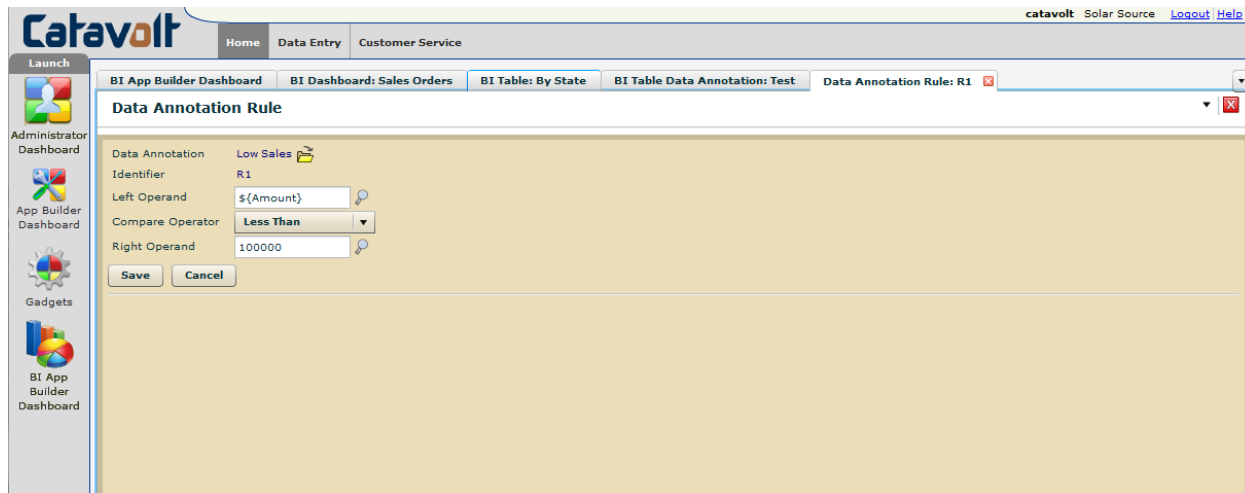 catavolt Solar Source Logout Help
Catavolt
Home Data Entry Customer Service
Launch
BI App Builder Dashboard BI Dashboard: Sales Orders BI Table: By State BI Table Data Annotation: Test Data Annotation Rule: R1
Data Annotation Rule
Administrator
Dashboard
App Builder
Dashboard
Gadgets
BI App
Builder
Dashboard
Data Annotation Low Sales
Identifier R1
Left Operand ${Amount}
Compare Operator Less Than
Right Operand 100000
Save Cancel